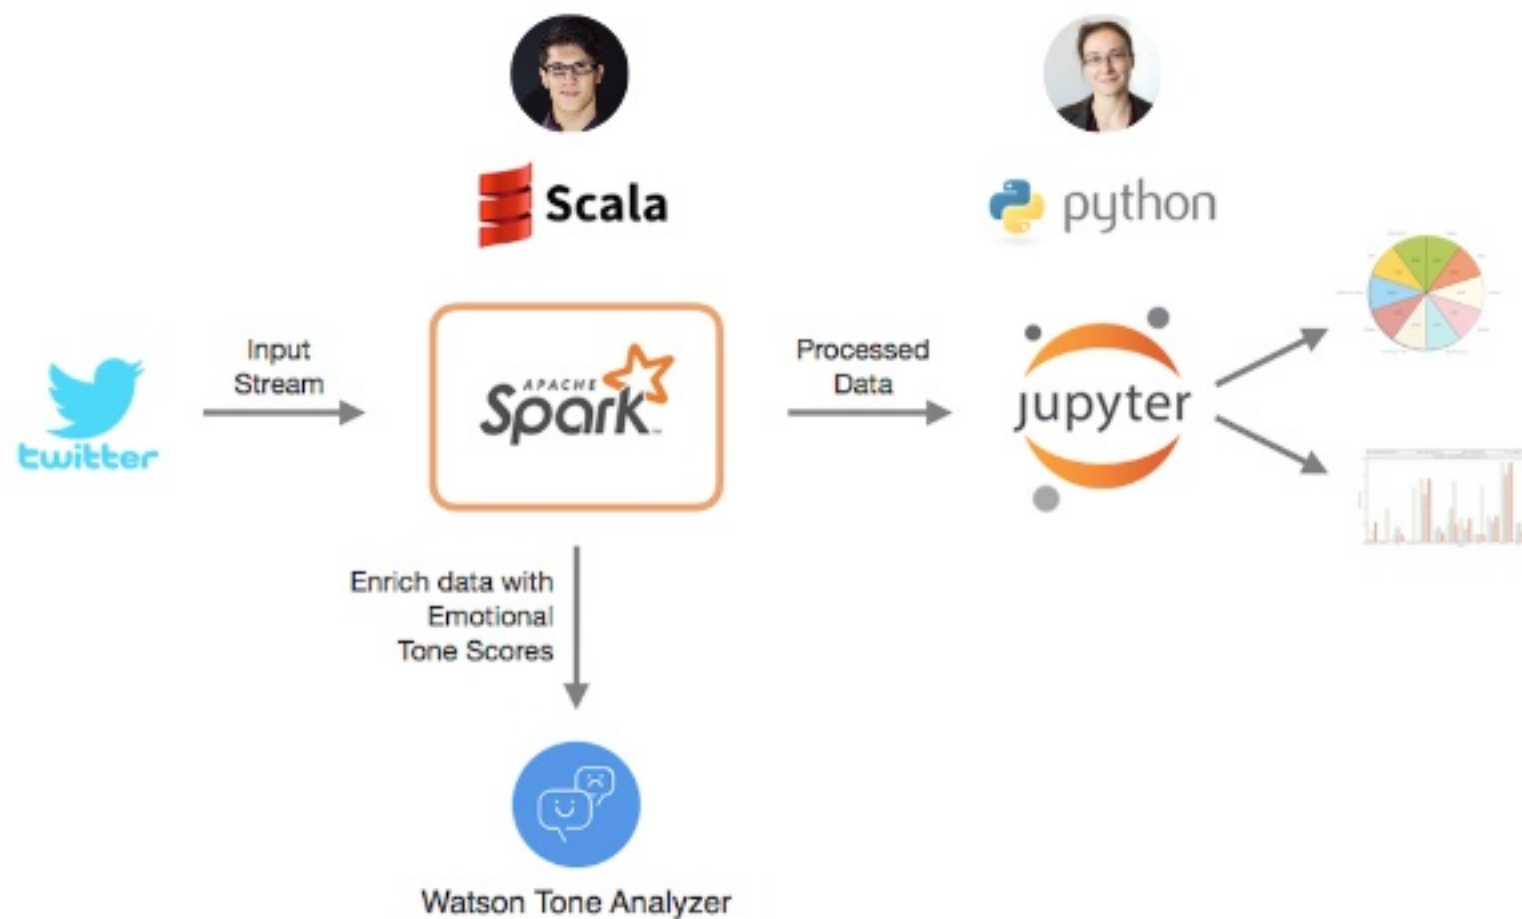 Scala
python
Input
Stream
Processed
Data
twitter
APACHE
Spark
TM
jupyter
Enrich data with
Emotional
Tone Scores
Watson Tone Analyzer